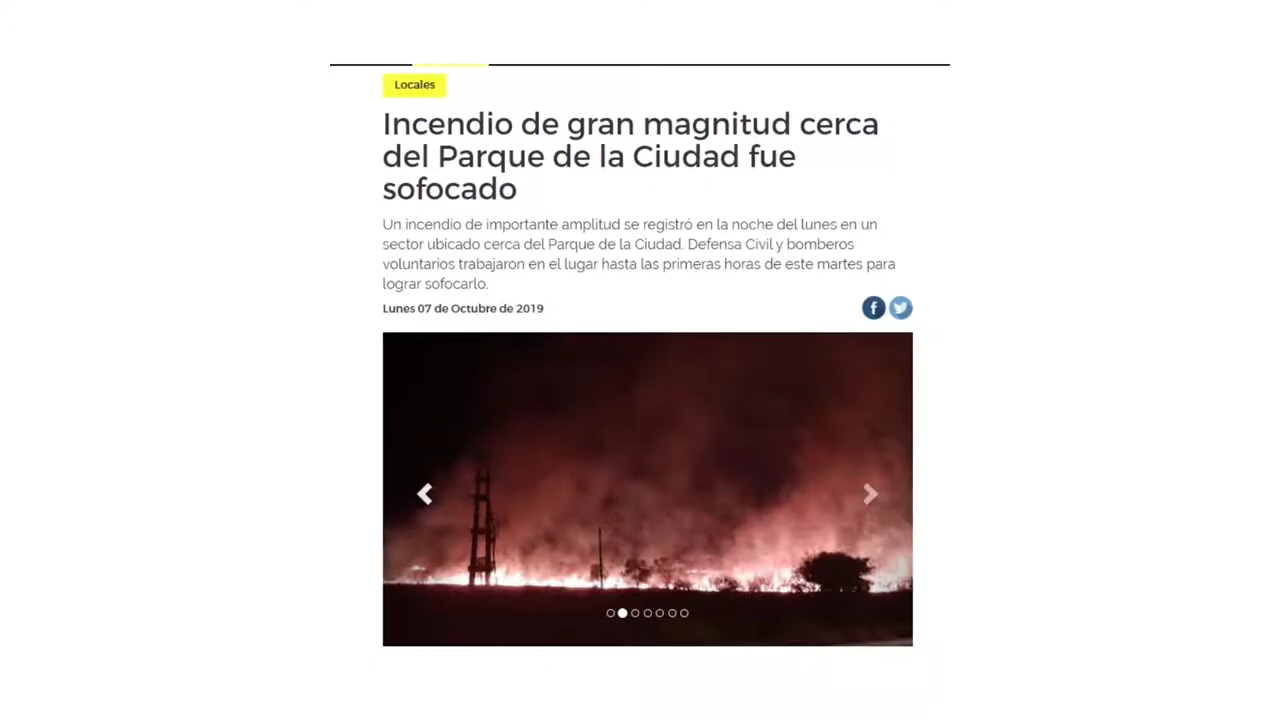 Locales
Incendio de gran magnitud cerca
del Parque de la Ciudad fue
sofocado
Un incendio de importante amplitud se registró en la noche del lunes en un
sector ubicado cerca del Parque de la Ciudad. Defensa Civil y bomberos
voluntarios trabajaron en el lugar hasta las primeras horas de este martes para
lograr sofocarlo.
Lunes 07 de Octubre de 2019